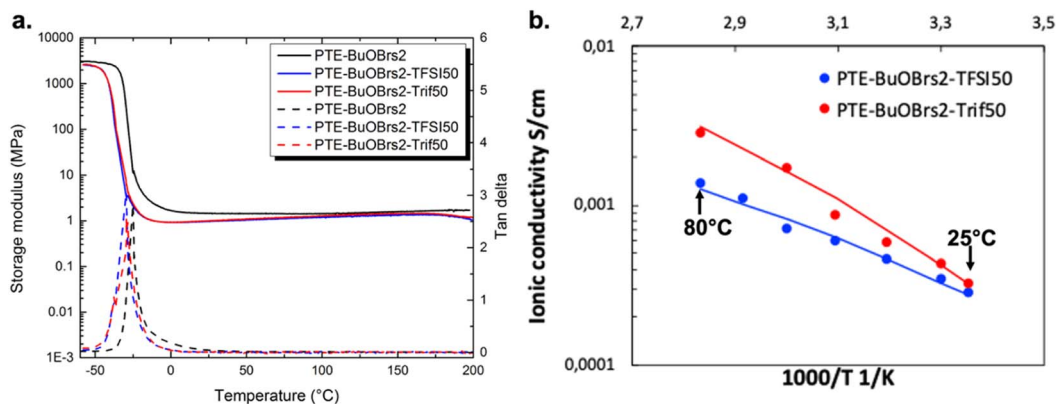 a.
10000
1000
100
10
1
0.1
0.01
1E-3
Storage modulus (MPa)
-50
0
50
100
150
200
Temperature (°C)
6
5
4
3
2
1
0
Tan delta
PTE-BuOBrs2
PTE-BuOBrs2-TFSI50
PTE-BuOBrs2-Trif50
PTE-BuOBrs2
PTE-BuOBrs2-TFSI50
PTE-BuOBrs2-Trif50
b.
2,7
2,9
3,1
3,3
3,5
0,01
0,001
0,0001
Ionic conductivity S/cm
PTE-BuOBrs2-TFSI50
PTE-BuOBrs2-Trif50
80°C
25°C
1000/T 1/K